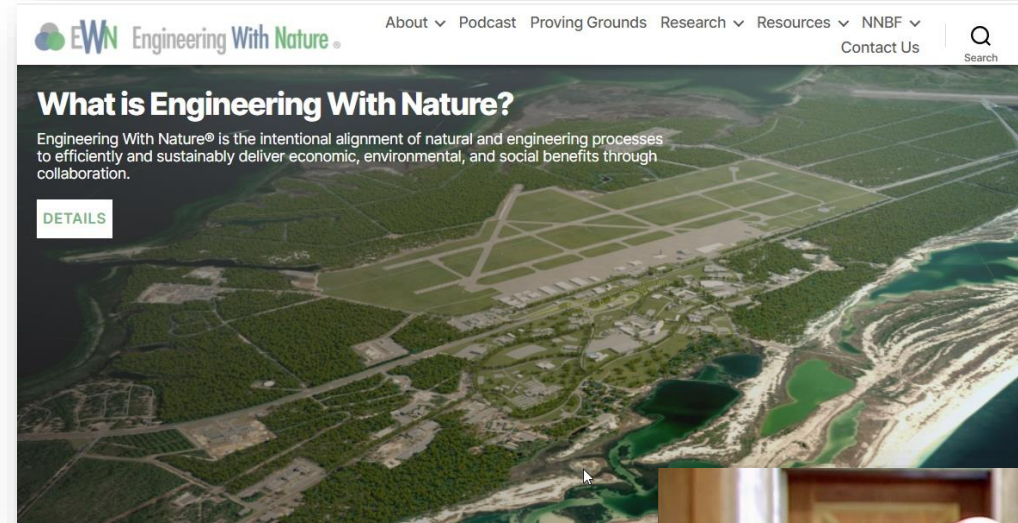 EWN Engineering With Nature ®
About Podcast Proving Grounds Research Resources NNBF
Contact Us
Search
What is Engineering With Nature?
Engineering With Nature® is the intentional alignment of natural and engineering processes
to efficiently and sustainably deliver economic, environmental, and social benefits through
collaboration.
DETAILS